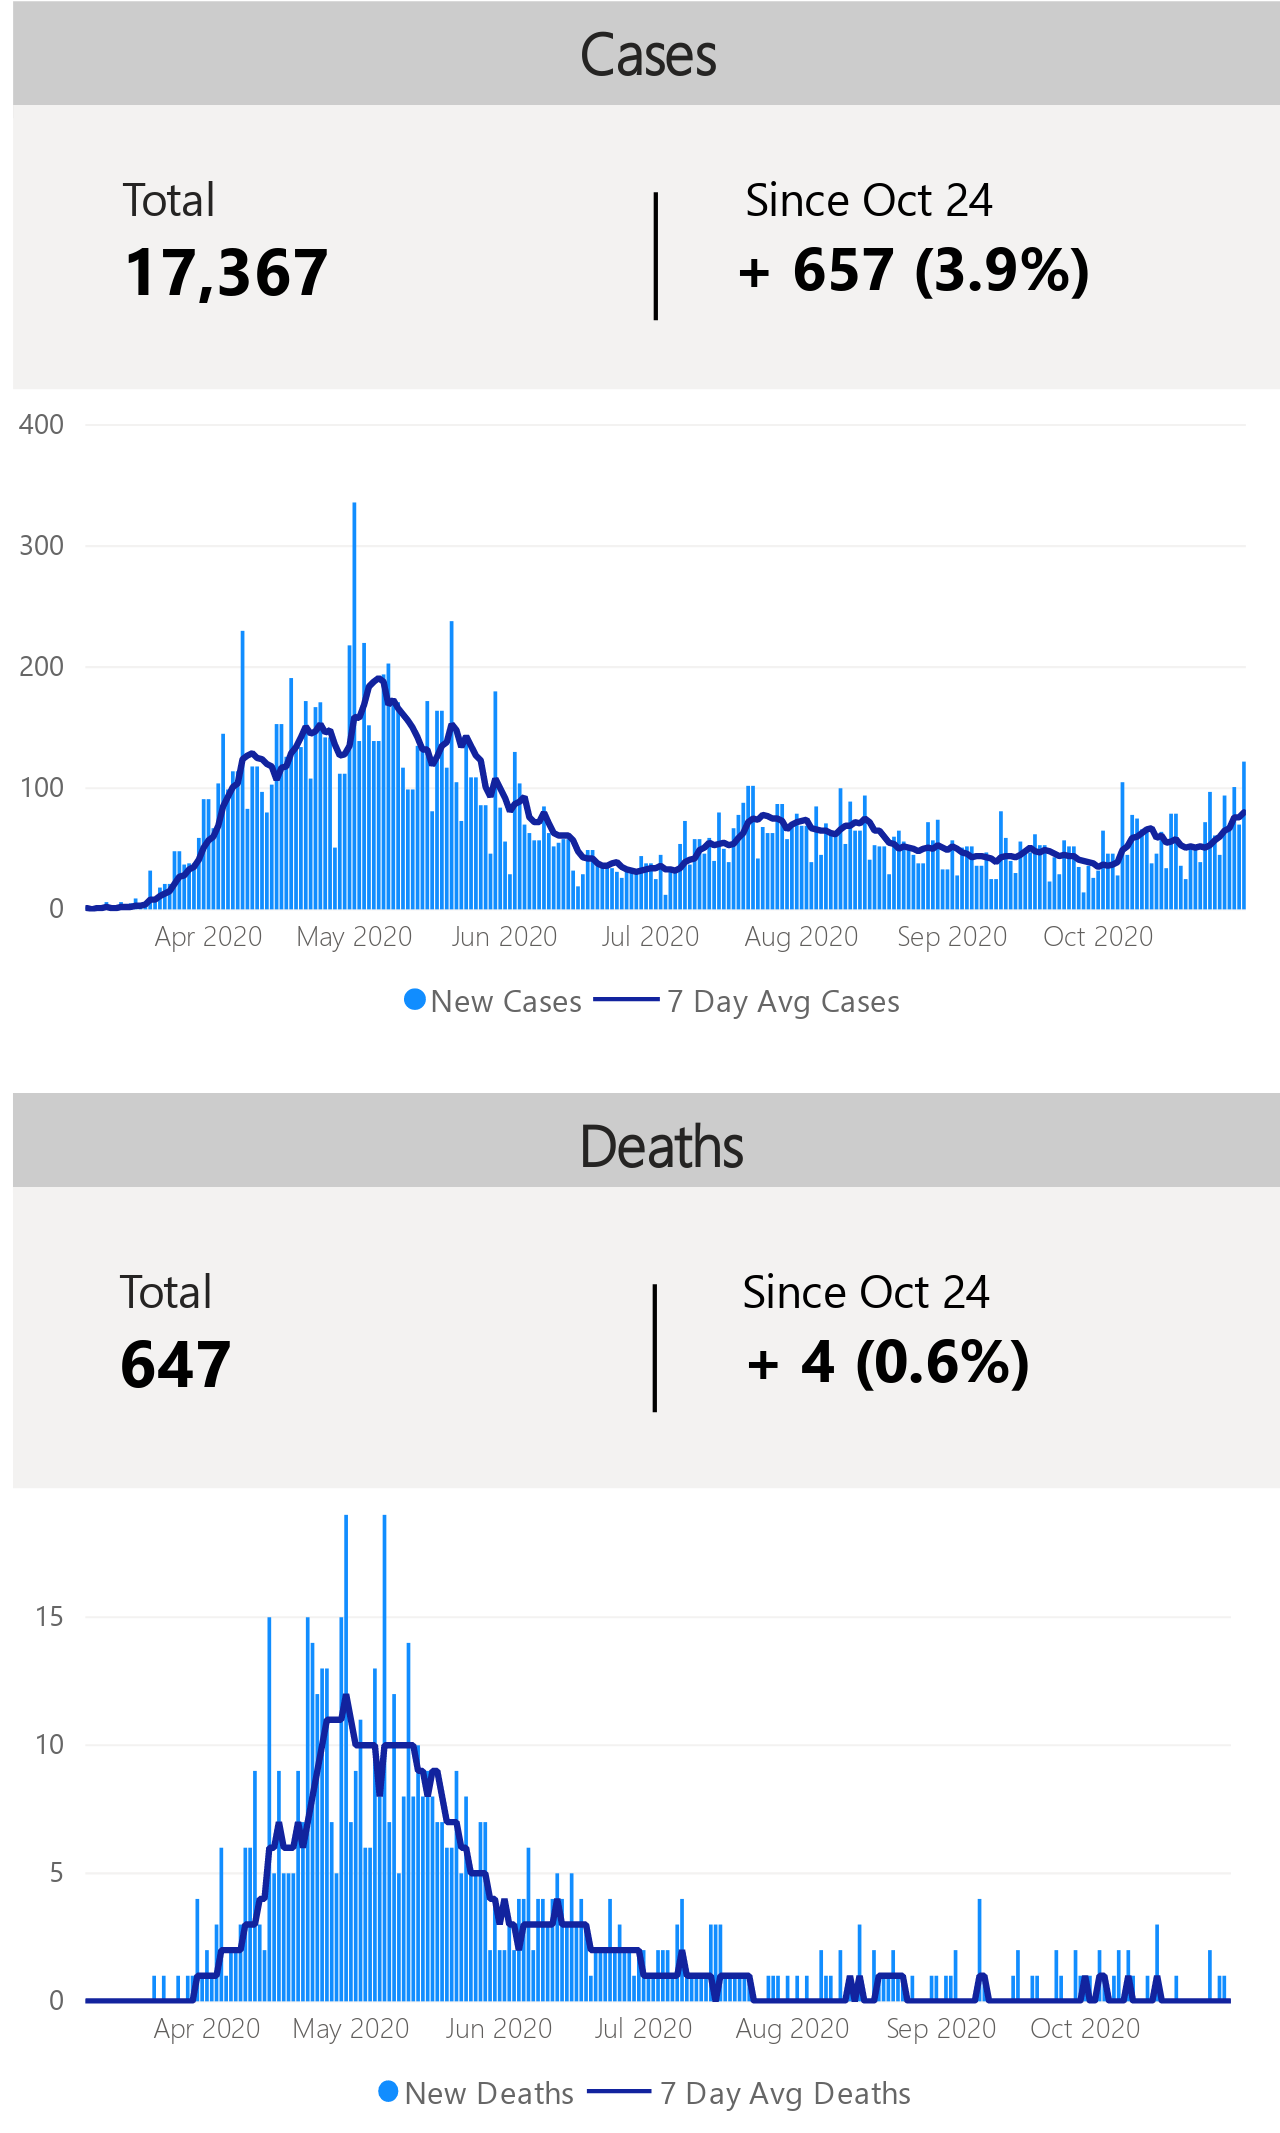 Cases
Total
Since Oct 24
17,367
+ 657 (3.9%)
400
300
200
100
0
Apr 2020 May 2020 Jun 2020 Jul 2020 Aug 2020 Sep 2020 Oct 2020
New Cases 7 Day Avg Cases
Deaths
Total
Since Oct 24
647
+ 4 (0.6%)
15
10
5
0
Apr 2020 May 2020 Jun 2020 Jul 2020 Aug 2020 Sep 2020 Oct 2020
New Deaths 7 Day Avg Deaths